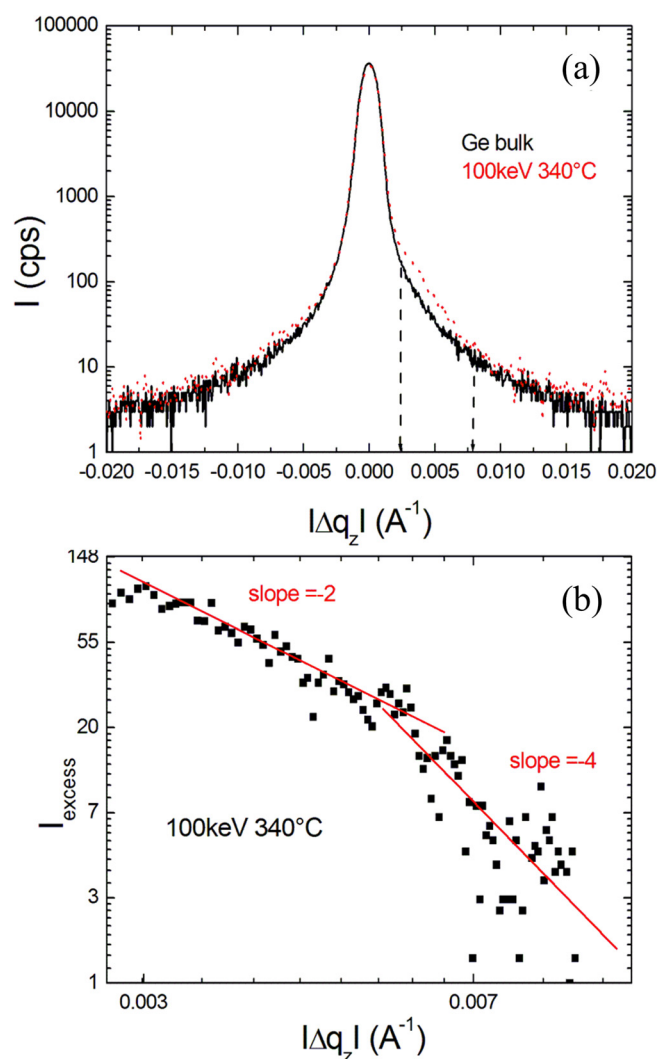 100000
(a)
10000
Ge bulk
100keV 340°C
1000
I (cps)
100
10
1
-0.020 -0.015 -0.010 -0.005 0.000 0.005 0.010 0.015 0.020
|Δq_z| (A⁻¹)
148
(b)
slope =-2
55
20
slope =-4
I_excess
7
100keV 340°C
3
1
0.003 0.007
|Δq_z| (A⁻¹)